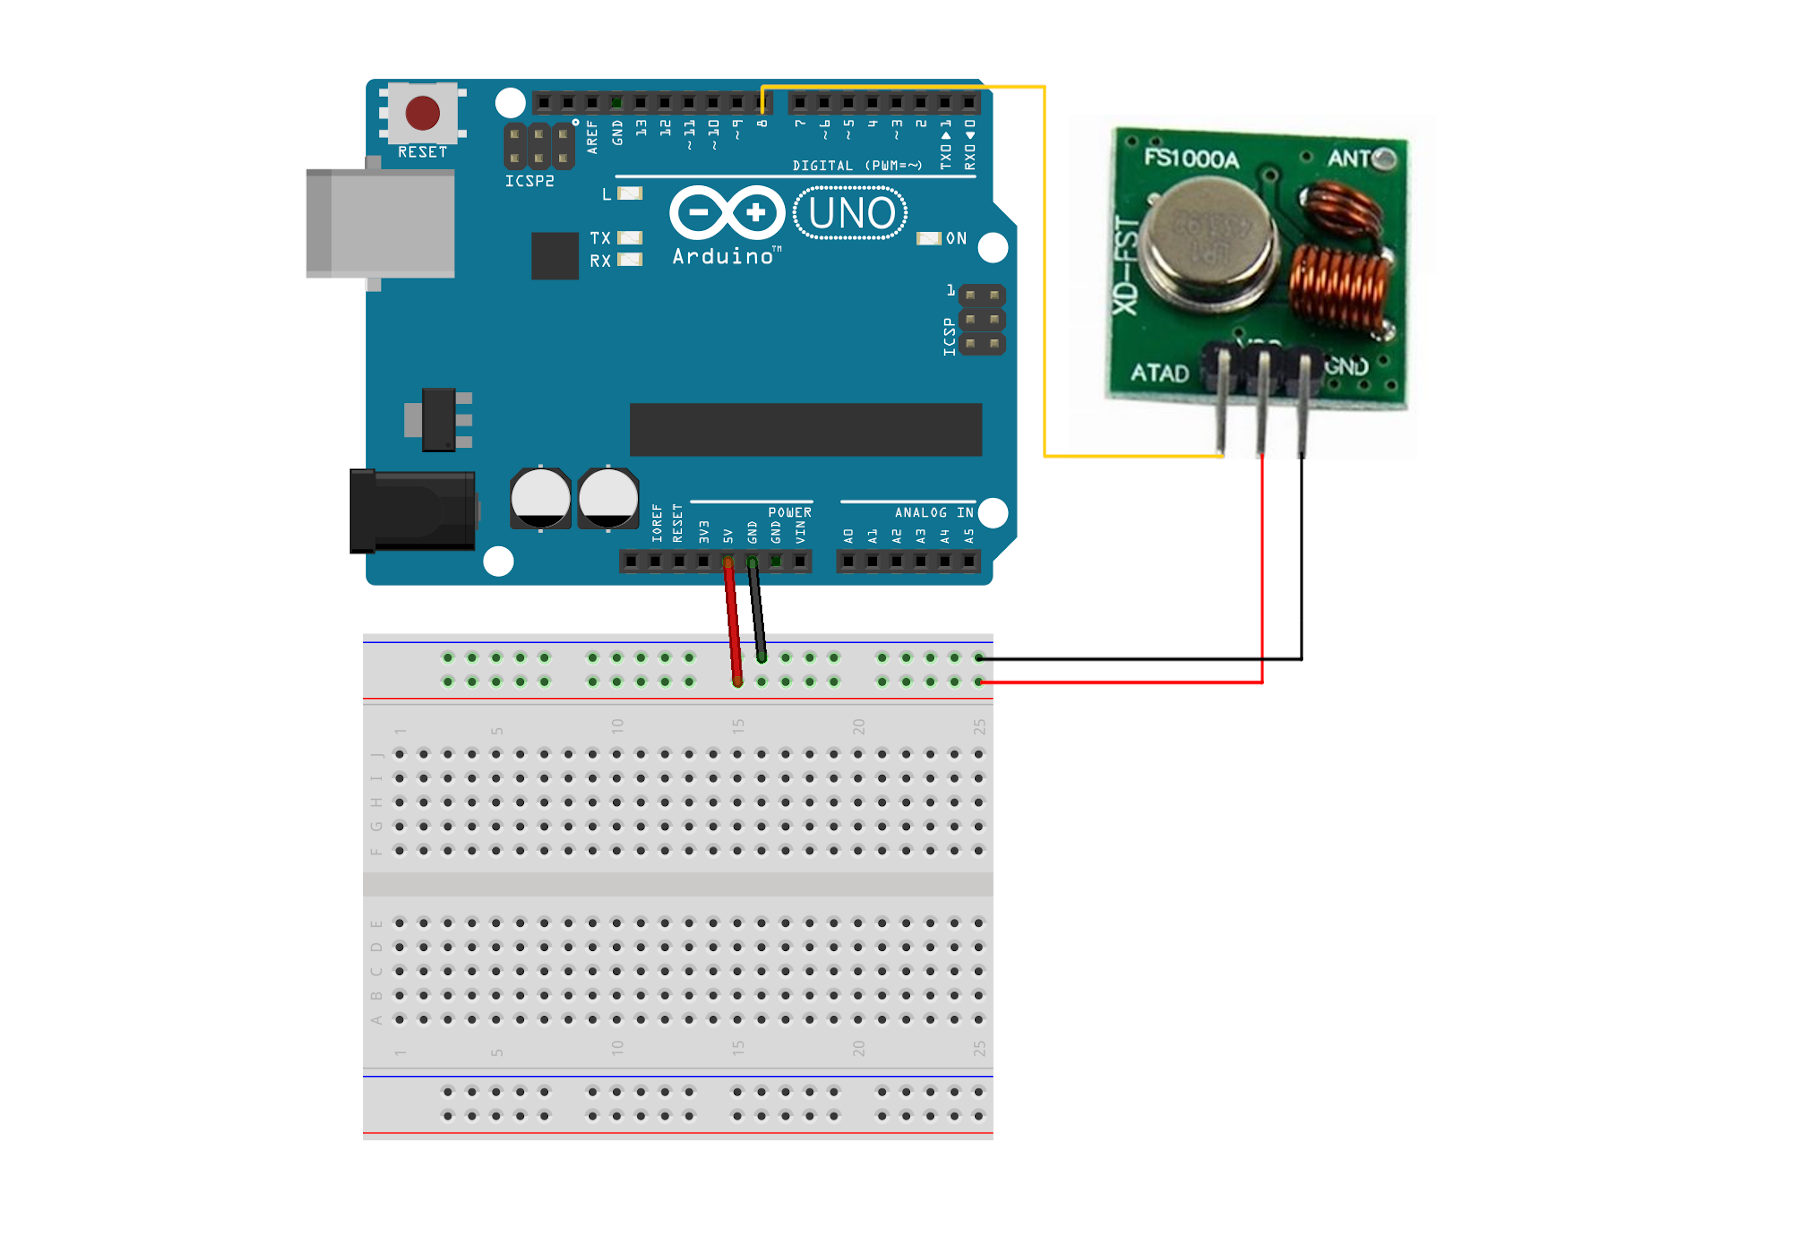 RESET
ICSP2
AREF
GND
13
12
~11
~10
~9
8
7
~6
~5
4
~3
2
TX0 ▶ 1
RX0 ◀ 0
DIGITAL (PWM=~)
L
TX
RX
Arduino™
UNO
ON
1
ICSP
POWER
ANALOG IN
IOREF
RESET
3V3
5V
GND
GND
VIN
A0
A1
A2
A3
A4
A5
FS1000A
ANT
XD-FST
ATAD
GND
1 5 10 15 20 25
J
I
H
G
F
E
D
C
B
A
1 5 10 15 20 25